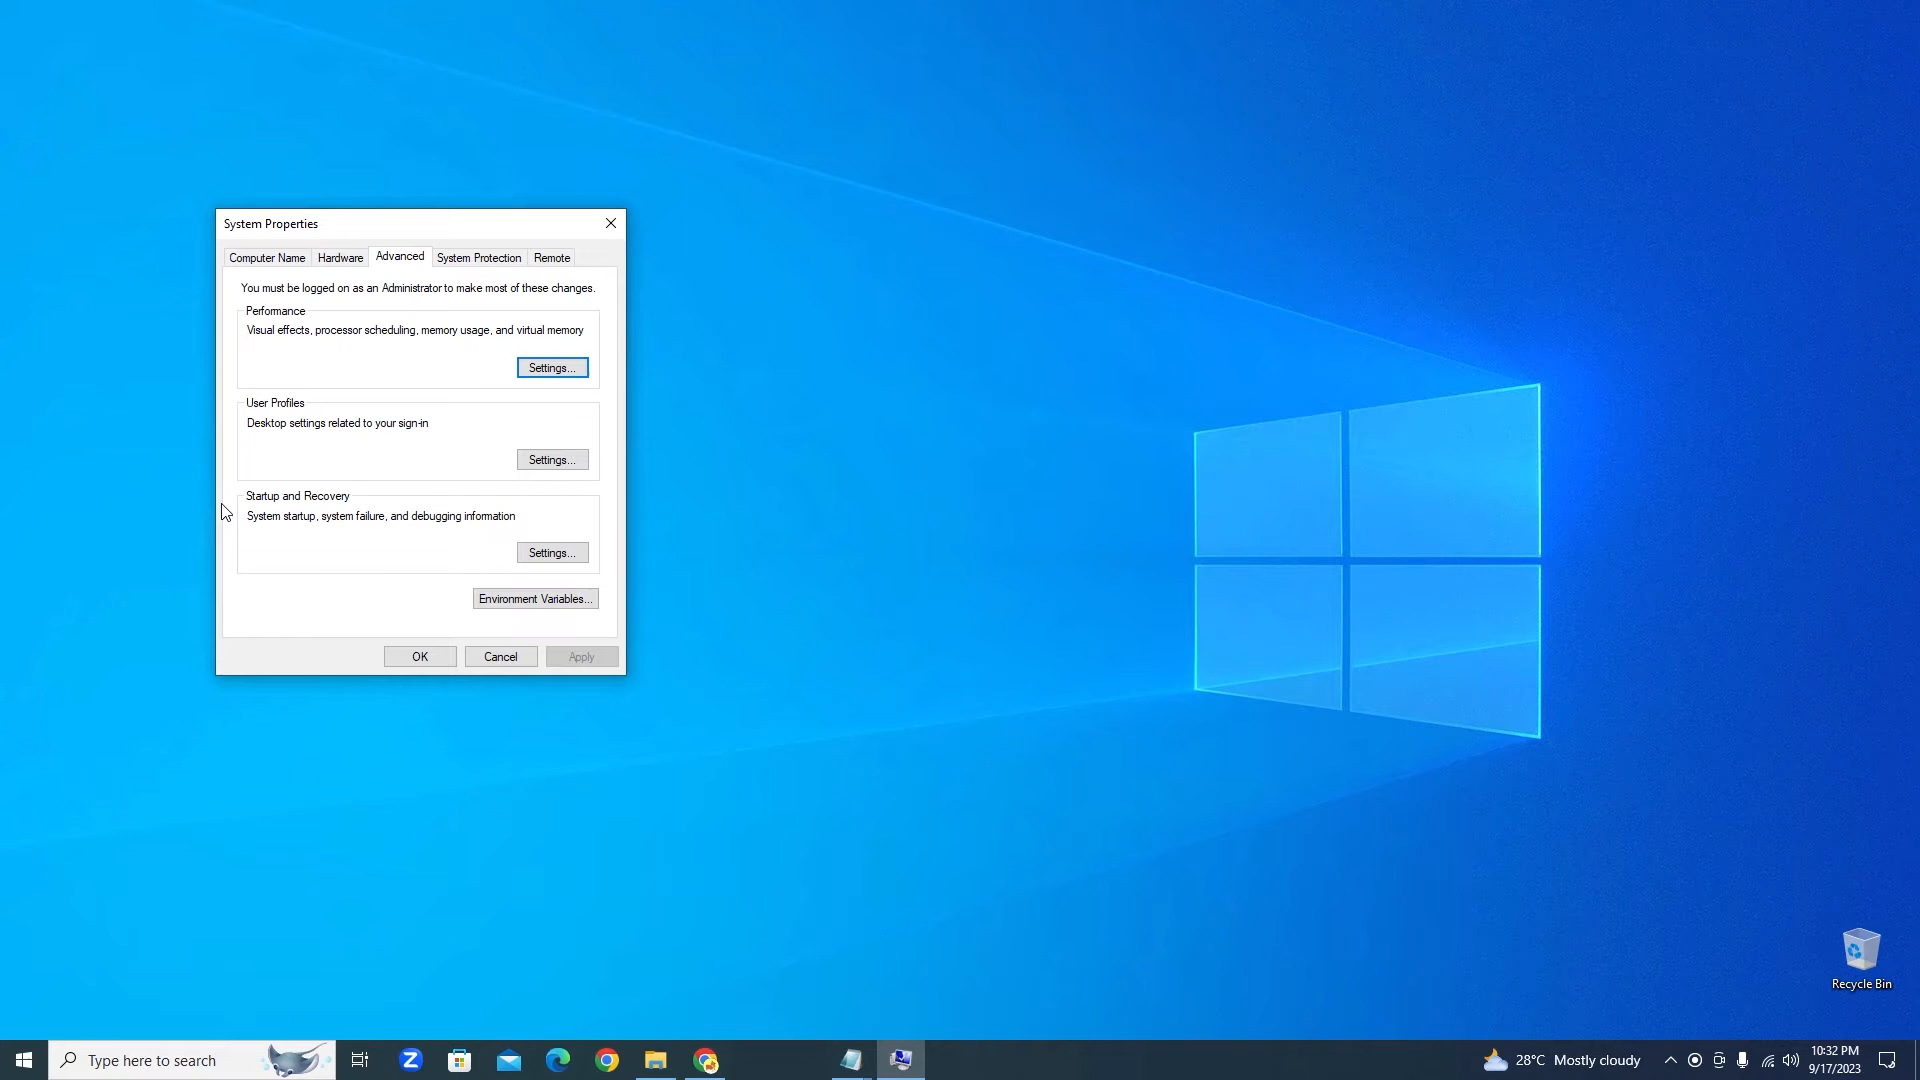 System Properties
Computer Name Hardware Advanced System Protection Remote
You must be logged on as an Administrator to make most of these changes.
Performance
Visual effects, processor scheduling, memory usage, and virtual memory
Settings...
User Profiles
Desktop settings related to your sign-in
Settings...
Startup and Recovery
System startup, system failure, and debugging information
Settings...
Environment Variables...
OK Cancel Apply
Recycle Bin
Type here to search
28°C Mostly cloudy
10:32 PM
9/17/2023